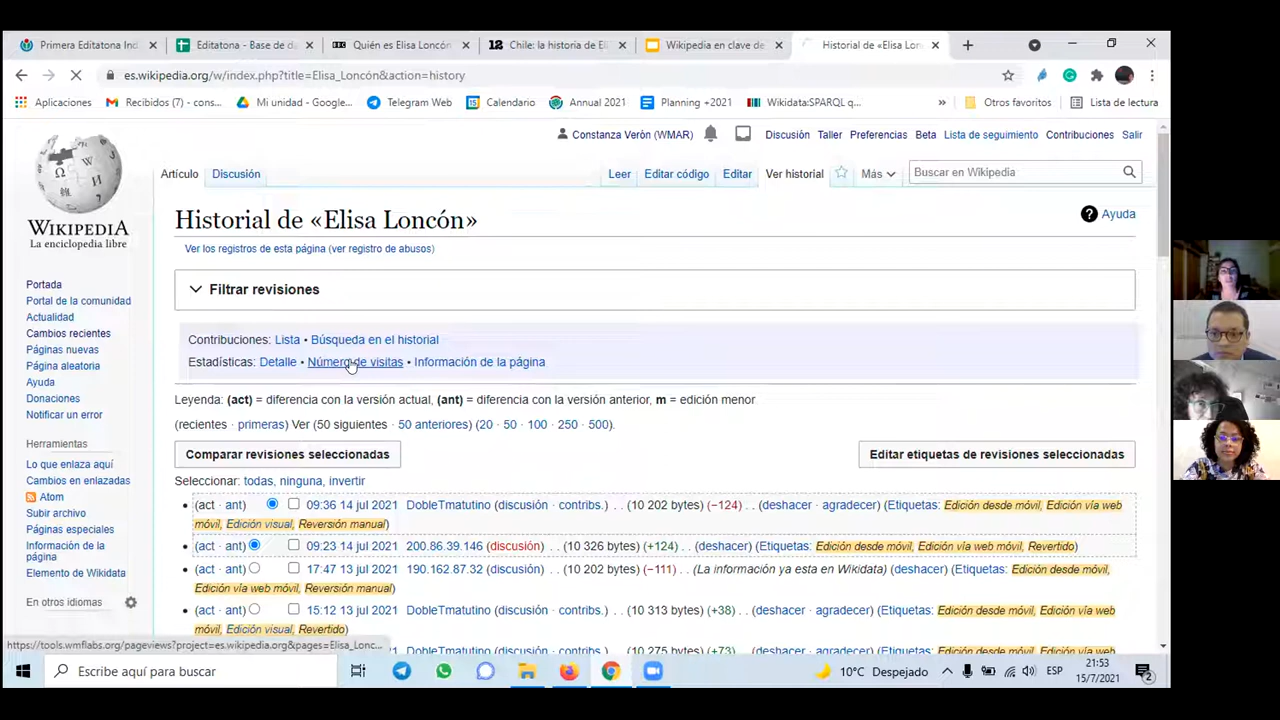 Primera Editatona Ind
Editatona - Base de da
Quién es Elisa Loncón
Chile: la historia de El
Wikipedia en clave de
Historial de «Elisa Lon
es.wikipedia.org/w/index.php?title=Elisa_Loncón&action=history
Aplicaciones
Recibidos (7) - cons...
Mi unidad - Google...
Telegram Web
Calendario
Annual 2021
Planning +2021
Wikidata:SPARQL q...
»
Otros favoritos
Lista de lectura
Constanza Verón (WMAR)
Discusión Taller Preferencias Beta Lista de seguimiento Contribuciones Salir
Artículo Discusión Leer Editar código Editar Ver historial Más Buscar en Wikipedia
WIKIPEDIA
La enciclopedia libre
Historial de «Elisa Loncón»
Ayuda
Ver los registros de esta página (ver registro de abusos)
Filtrar revisiones
Contribuciones: Lista • Búsqueda en el historial
Estadísticas: Detalle • Número de visitas • Información de la página
Leyenda: (act) = diferencia con la versión actual, (ant) = diferencia con la versión anterior, m = edición menor
(recientes · primeras) Ver (50 siguientes · 50 anteriores) (20 · 50 · 100 · 250 · 500).
Comparar revisiones seleccionadas
Editar etiquetas de revisiones seleccionadas
Seleccionar: todas, ninguna, invertir
(act · ant) 09:36 14 jul 2021 DobleTmatutino (discusión · contribs.) . . (10 202 bytes) (−124) . . (deshacer · agradecer) (Etiquetas: Edición desde móvil, Edición vía web
móvil, Edición visual, Reversión manual)
(act · ant) 09:23 14 jul 2021 200.86.39.146 (discusión) . . (10 326 bytes) (+124) . . (deshacer) (Etiquetas: Edición desde móvil, Edición vía web móvil, Revertido)
(act · ant) 17:47 13 jul 2021 190.162.87.32 (discusión) . . (10 202 bytes) (−111) . . (La información ya esta en Wikidata) (deshacer) (Etiquetas: Edición desde móvil,
Edición vía web móvil, Reversión manual)
(act · ant) 15:12 13 jul 2021 DobleTmatutino (discusión · contribs.) . . (10 313 bytes) (+38) . . (deshacer · agradecer) (Etiquetas: Edición desde móvil, Edición vía web
móvil, Edición visual, Revertido)
Portada
Portal de la comunidad
Actualidad
Cambios recientes
Páginas nuevas
Página aleatoria
Ayuda
Donaciones
Notificar un error
Herramientas
Lo que enlaza aquí
Cambios en enlazadas
Atom
Subir archivo
Páginas especiales
Información de la
página
Elemento de Wikidata
En otros idiomas
https://tools.wmflabs.org/pageviews?project=es.wikipedia.org&pages=Elisa_Lonc...
Escribe aquí para buscar
10°C Despejado
ESP
21:53
15/7/2021
2